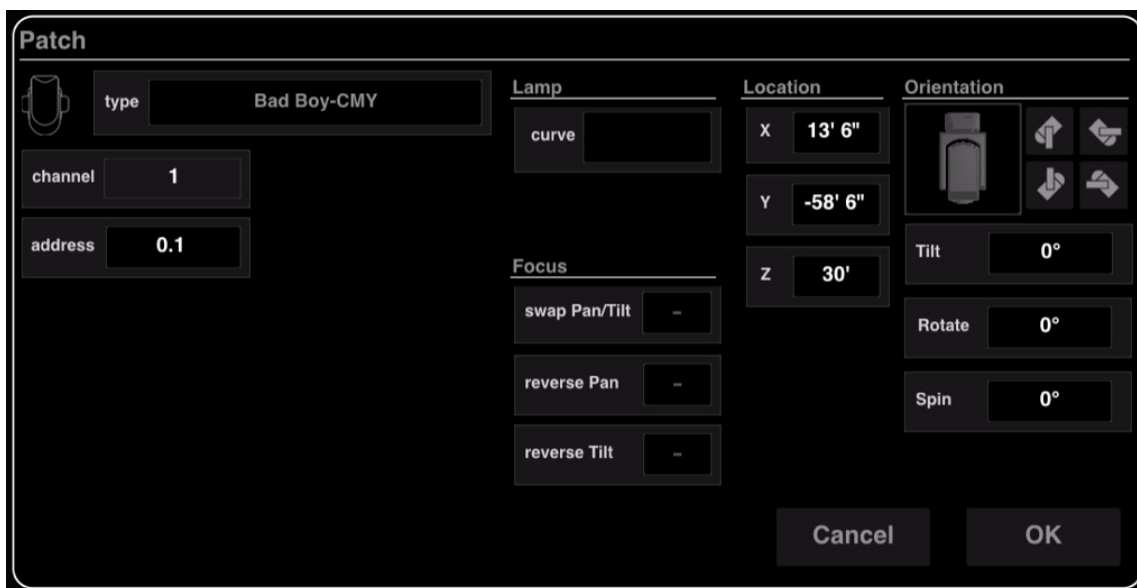 Patch
type Bad Boy-CMY
channel 1
address 0.1
Lamp
curve
Focus
swap Pan/Tilt -
reverse Pan -
reverse Tilt -
Location
X 13' 6"
Y -58' 6"
Z 30'
Orientation
Tilt 0°
Rotate 0°
Spin 0°
Cancel OK